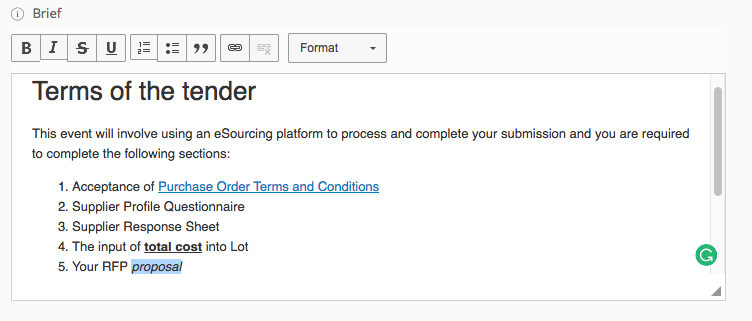 Brief
B I S U Format
Terms of the tender
This event will involve using an eSourcing platform to process and complete your submission and you are required
to complete the following sections:
1. Acceptance of Purchase Order Terms and Conditions
2. Supplier Profile Questionnaire
3. Supplier Response Sheet
4. The input of total cost into Lot
5. Your RFP proposal